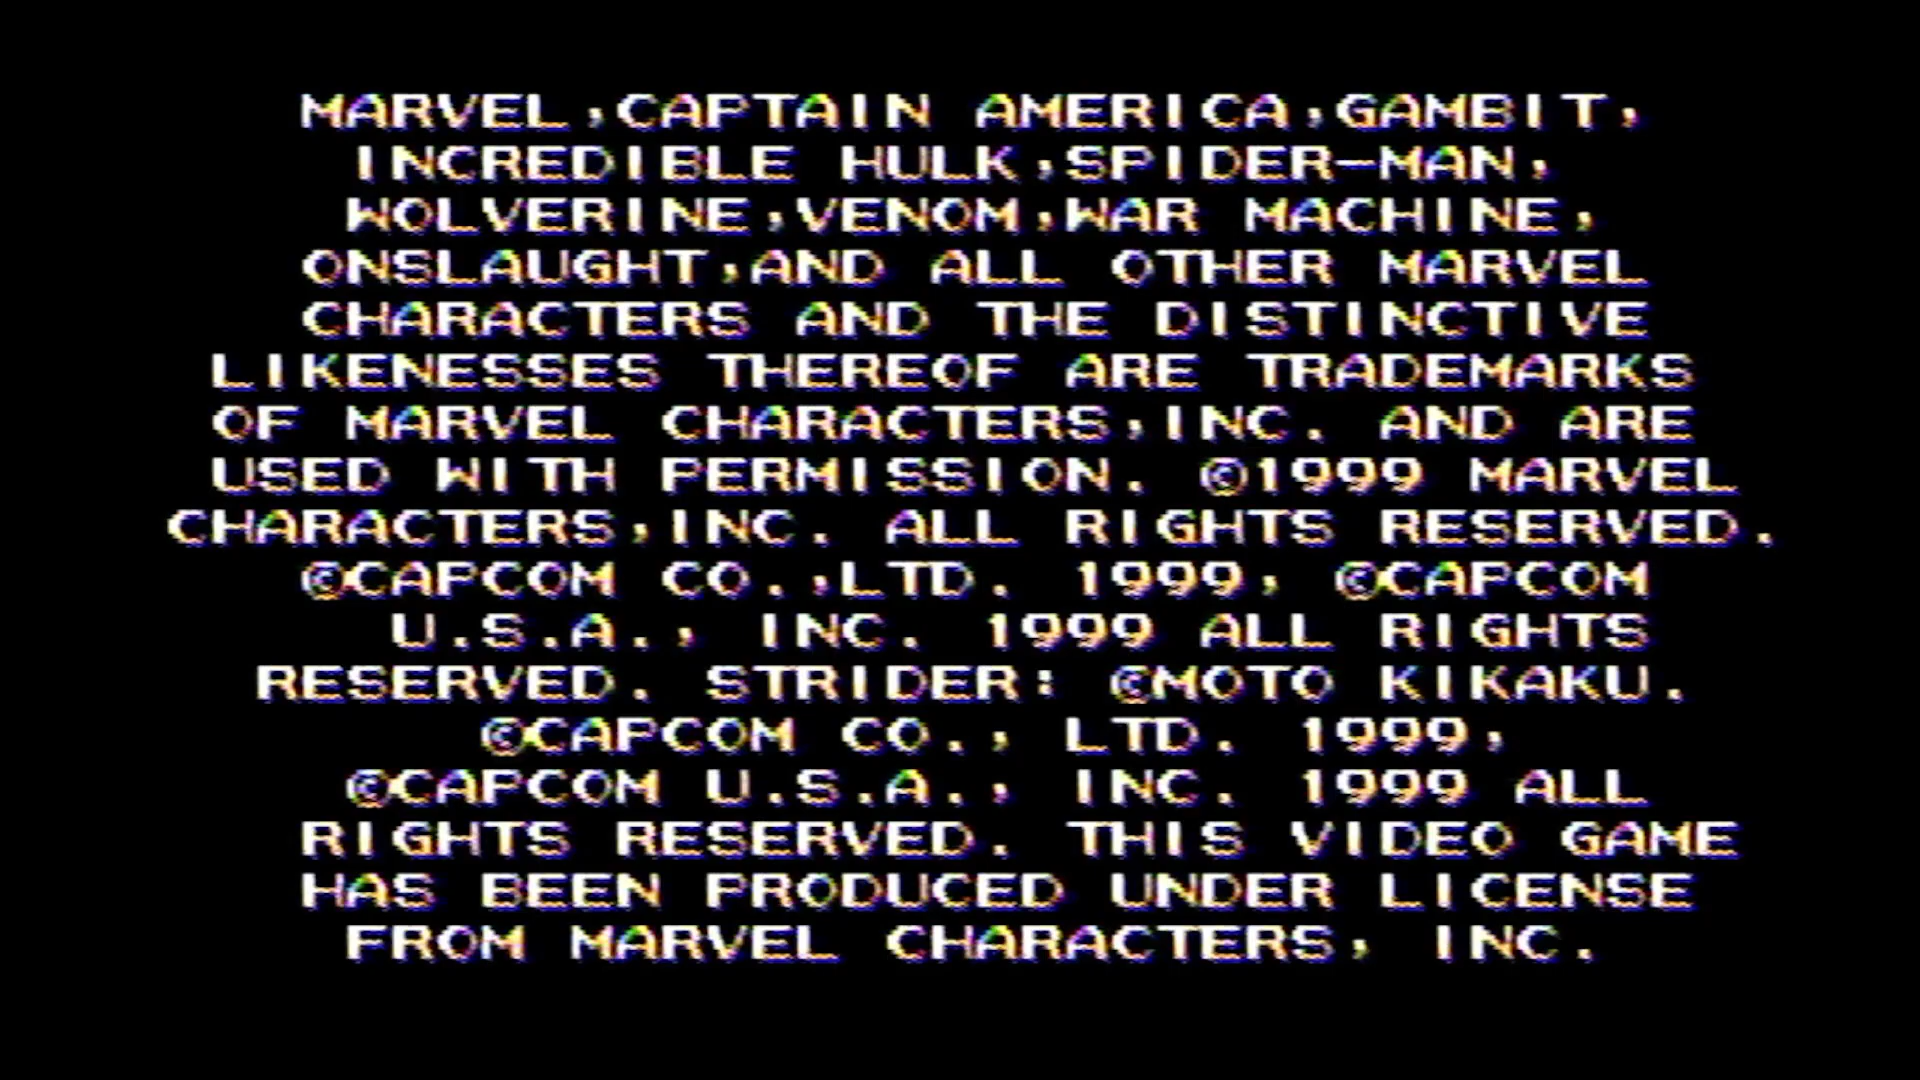 MARVEL,CAPTAIN AMERICA,GAMBIT,
INCREDIBLE HULK,SPIDER-MAN,
WOLVERINE,VENOM,WAR MACHINE,
ONSLAUGHT,AND ALL OTHER MARVEL
CHARACTERS AND THE DISTINCTIVE
LIKENESSES THEREOF ARE TRADEMARKS
OF MARVEL CHARACTERS,INC. AND ARE
USED WITH PERMISSION. ©1999 MARVEL
CHARACTERS,INC. ALL RIGHTS RESERVED.
©CAPCOM CO.,LTD. 1999, ©CAPCOM
U.S.A., INC. 1999 ALL RIGHTS
RESERVED. STRIDER: ©MOTO KIKAKU.
©CAPCOM CO., LTD. 1999,
©CAPCOM U.S.A., INC. 1999 ALL
RIGHTS RESERVED. THIS VIDEO GAME
HAS BEEN PRODUCED UNDER LICENSE
FROM MARVEL CHARACTERS, INC.